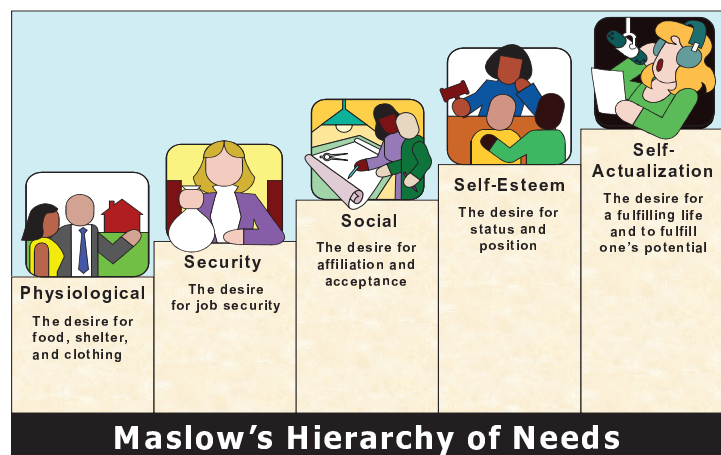 Physiological
The desire for
food, shelter,
and clothing
Security
The desire
for job security
Social
The desire for
affiliation and
acceptance
Self-Esteem
The desire for
status and
position
Self-
Actualization
The desire for
a fulfilling life
and to fulfill
one's potential
Maslow's Hierarchy of Needs